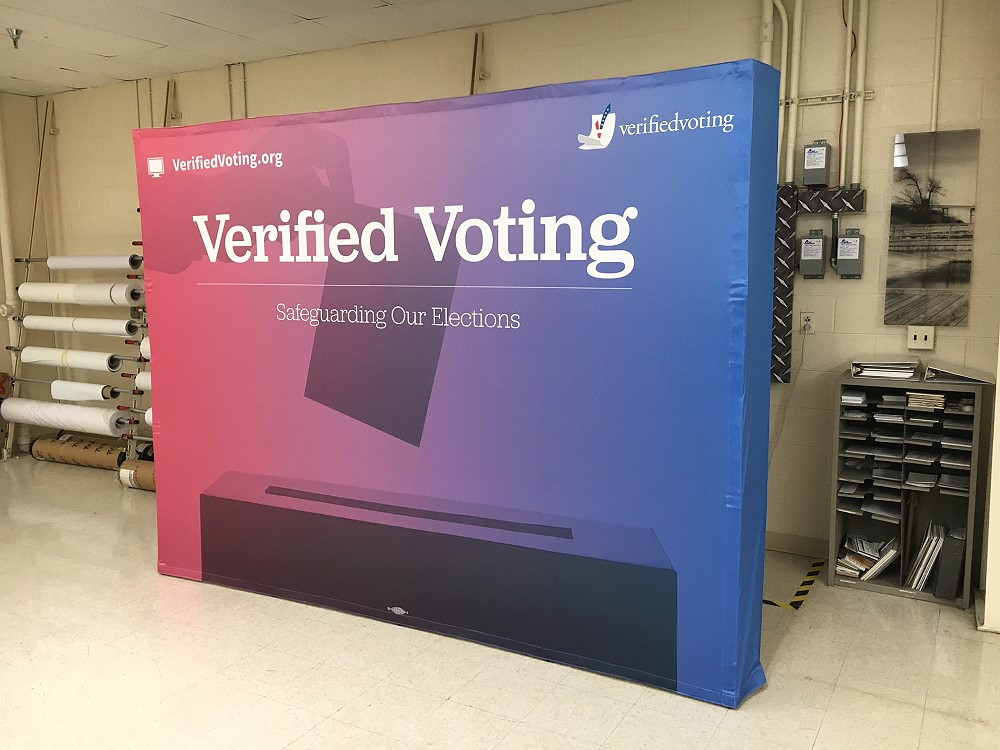 VerifiedVoting.org
verifiedvoting
Verified Voting
Safeguarding Our Elections